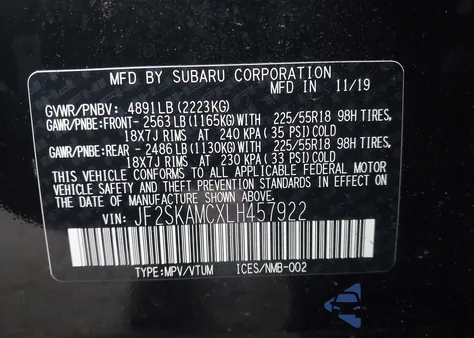 MFD BY SUBARU CORPORATION
MFD IN 11/19
GVWR/PNBV: 4891LB (2223KG)
GAWR/PNBE:FRONT- 2563LB (1165KG) WITH 225/55R18 98H TIRES,
18X7J RIMS AT 240 KPA (35 PSI) COLD
GAWR/PNBE:REAR - 2486LB (1130KG) WITH 225/55R18 98H TIRES,
18X7J RIMS AT 230 KPA (33 PSI) COLD
THIS VEHICLE CONFORMS TO ALL APPLICABLE FEDERAL MOTOR
VEHICLE SAFETY AND THEFT PREVENTION STANDARDS IN EFFECT ON
THE DATE OF MANUFACTURE SHOWN ABOVE.
VIN: JF2SKAMCXLH457922
TYPE:MPV/VTUM ICES/NMB-002